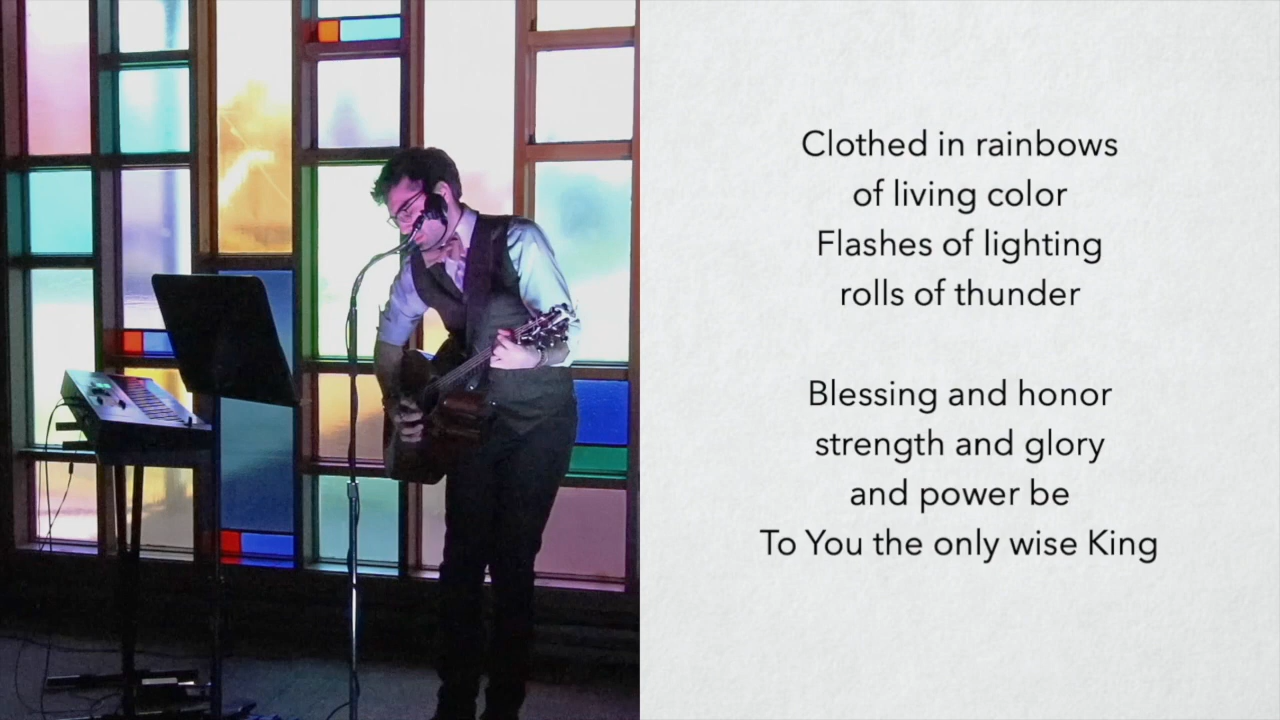 Clothed in rainbows
of living color
Flashes of lighting
rolls of thunder
Blessing and honor
strength and glory
and power be
To You the only wise King